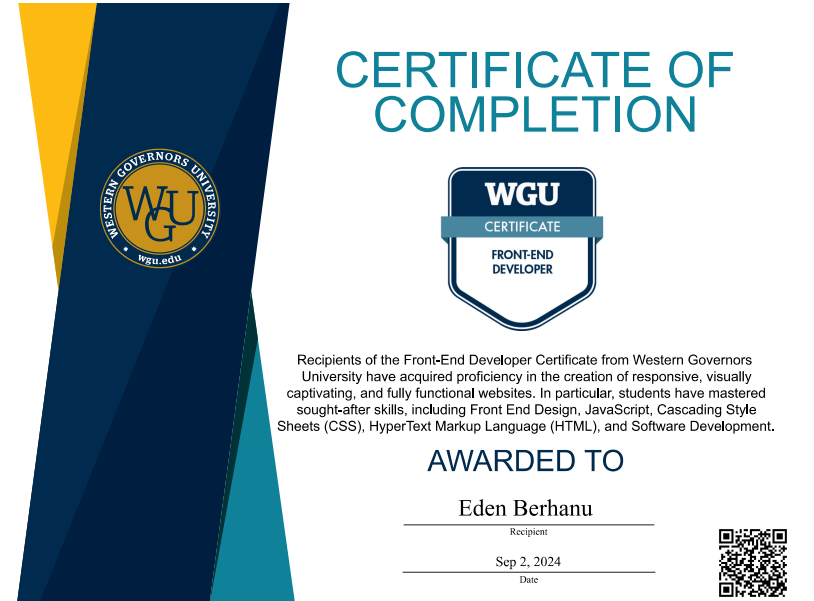 CERTIFICATE OF
COMPLETION
WESTERN GOVERNORS UNIVERSITY
WGU
wgu.edu
WGU
CERTIFICATE
FRONT-END
DEVELOPER
Recipients of the Front-End Developer Certificate from Western Governors
University have acquired proficiency in the creation of responsive, visually
captivating, and fully functional websites. In particular, students have mastered
sought-after skills, including Front End Design, JavaScript, Cascading Style
Sheets (CSS), HyperText Markup Language (HTML), and Software Development.
AWARDED TO
Eden Berhanu
Recipient
Sep 2, 2024
Date